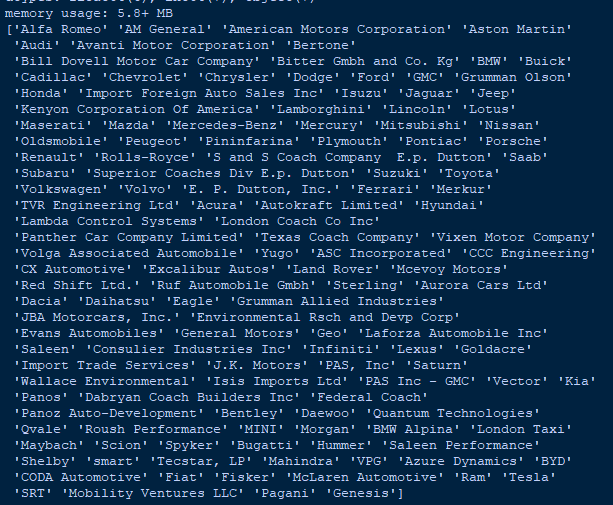 memory usage: 5.8+ MB
['Alfa Romeo' 'AM General' 'American Motors Corporation' 'Aston Martin'
'Audi' 'Avanti Motor Corporation' 'Bertone'
'Bill Dovell Motor Car Company' 'Bitter Gmbh and Co. Kg' 'BMW' 'Buick'
'Cadillac' 'Chevrolet' 'Chrysler' 'Dodge' 'Ford' 'GMC' 'Grumman Olson'
'Honda' 'Import Foreign Auto Sales Inc' 'Isuzu' 'Jaguar' 'Jeep'
'Kenyon Corporation Of America' 'Lamborghini' 'Lincoln' 'Lotus'
'Maserati' 'Mazda' 'Mercedes-Benz' 'Mercury' 'Mitsubishi' 'Nissan'
'Oldsmobile' 'Peugeot' 'Pininfarina' 'Plymouth' 'Pontiac' 'Porsche'
'Renault' 'Rolls-Royce' 'S and S Coach Company  E.p. Dutton' 'Saab'
'Subaru' 'Superior Coaches Div E.p. Dutton' 'Suzuki' 'Toyota'
'Volkswagen' 'Volvo' 'E. P. Dutton, Inc.' 'Ferrari' 'Merkur'
'TVR Engineering Ltd' 'Acura' 'Autokraft Limited' 'Hyundai'
'Lambda Control Systems' 'London Coach Co Inc'
'Panther Car Company Limited' 'Texas Coach Company' 'Vixen Motor Company'
'Volga Associated Automobile' 'Yugo' 'ASC Incorporated' 'CCC Engineering'
'CX Automotive' 'Excalibur Autos' 'Land Rover' 'Mcevoy Motors'
'Red Shift Ltd.' 'Ruf Automobile Gmbh' 'Sterling' 'Aurora Cars Ltd'
'Dacia' 'Daihatsu' 'Eagle' 'Grumman Allied Industries'
'JBA Motorcars, Inc.' 'Environmental Rsch and Devp Corp'
'Evans Automobiles' 'General Motors' 'Geo' 'Laforza Automobile Inc'
'Saleen' 'Consulier Industries Inc' 'Infiniti' 'Lexus' 'Goldacre'
'Import Trade Services' 'J.K. Motors' 'PAS, Inc' 'Saturn'
'Wallace Environmental' 'Isis Imports Ltd' 'PAS Inc - GMC' 'Vector' 'Kia'
'Panos' 'Dabryan Coach Builders Inc' 'Federal Coach'
'Panoz Auto-Development' 'Bentley' 'Daewoo' 'Quantum Technologies'
'Qvale' 'Roush Performance' 'MINI' 'Morgan' 'BMW Alpina' 'London Taxi'
'Maybach' 'Scion' 'Spyker' 'Bugatti' 'Hummer' 'Saleen Performance'
'Shelby' 'smart' 'Tecstar, LP' 'Mahindra' 'VPG' 'Azure Dynamics' 'BYD'
'CODA Automotive' 'Fiat' 'Fisker' 'McLaren Automotive' 'Ram' 'Tesla'
'SRT' 'Mobility Ventures LLC' 'Pagani' 'Genesis']